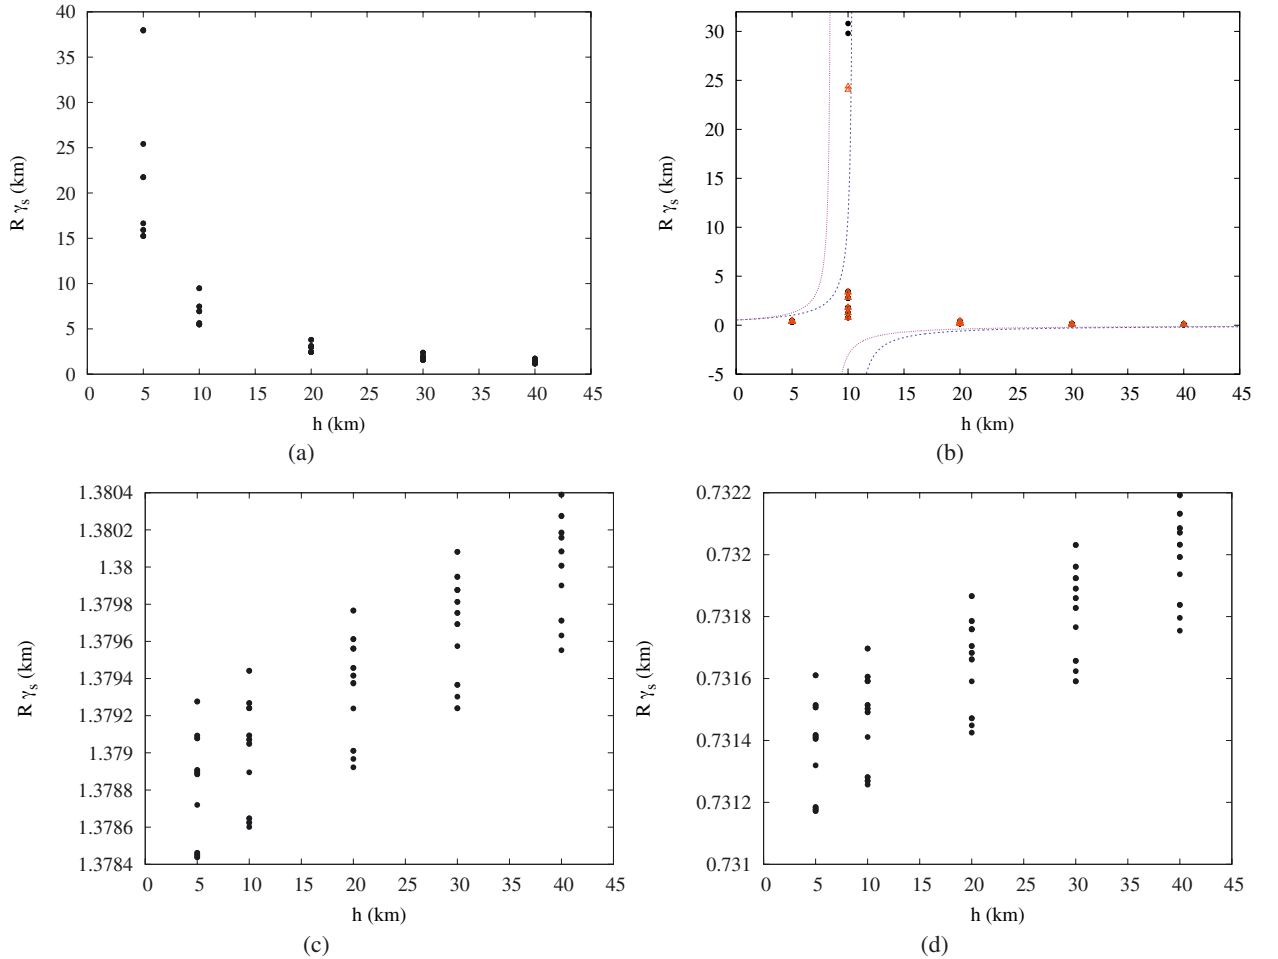 40
35
30
25
20
15
10
5
0
R γs (km)
0 5 10 15 20 25 30 35 40 45
h (km)
(a)
30
25
20
15
10
5
0
-5
R γs (km)
0 5 10 15 20 25 30 35 40 45
h (km)
(b)
1.3804
1.3802
1.38
1.3798
1.3796
1.3794
1.3792
1.379
1.3788
1.3786
1.3784
R γs (km)
0 5 10 15 20 25 30 35 40 45
h (km)
(c)
0.7322
0.732
0.7318
0.7316
0.7314
0.7312
0.731
R γs (km)
0 5 10 15 20 25 30 35 40 45
h (km)
(d)